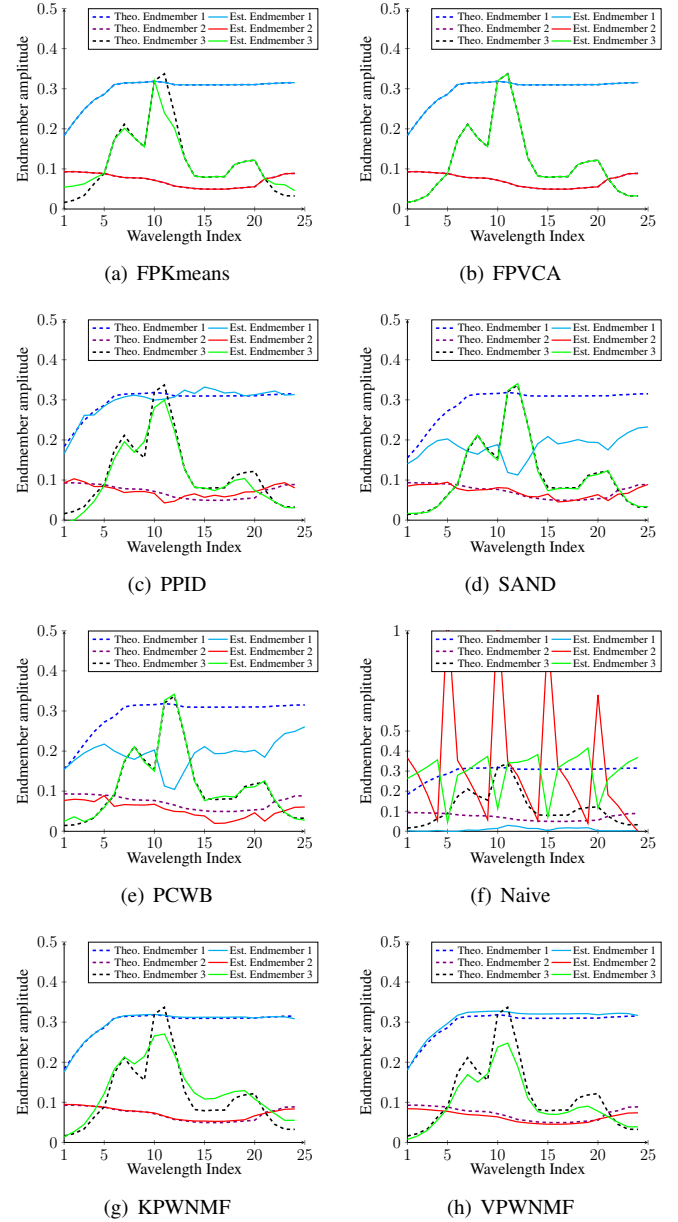 0.5
0.4
0.3
0.2
0.1
0
Endmember amplitude
Theo. Endmember 1 Est. Endmember 1
Theo. Endmember 2 Est. Endmember 2
Theo. Endmember 3 Est. Endmember 3
1 5 10 15 20 25
Wavelength Index
(a) FPKmeans
0.5
0.4
0.3
0.2
0.1
0
Endmember amplitude
Theo. Endmember 1 Est. Endmember 1
Theo. Endmember 2 Est. Endmember 2
Theo. Endmember 3 Est. Endmember 3
1 5 10 15 20 25
Wavelength Index
(b) FPVCA
0.5
0.4
0.3
0.2
0.1
0
Endmember amplitude
Theo. Endmember 1 Est. Endmember 1
Theo. Endmember 2 Est. Endmember 2
Theo. Endmember 3 Est. Endmember 3
1 5 10 15 20 25
Wavelength Index
(c) PPID
0.5
0.4
0.3
0.2
0.1
0
Endmember amplitude
Theo. Endmember 1 Est. Endmember 1
Theo. Endmember 2 Est. Endmember 2
Theo. Endmember 3 Est. Endmember 3
1 5 10 15 20 25
Wavelength Index
(d) SAND
0.5
0.4
0.3
0.2
0.1
0
Endmember amplitude
Theo. Endmember 1 Est. Endmember 1
Theo. Endmember 2 Est. Endmember 2
Theo. Endmember 3 Est. Endmember 3
1 5 10 15 20 25
Wavelength Index
(e) PCWB
1
0.5
0.4
0.3
0.2
0.1
0
Endmember amplitude
Theo. Endmember 1 Est. Endmember 1
Theo. Endmember 2 Est. Endmember 2
Theo. Endmember 3 Est. Endmember 3
1 5 10 15 20 25
Wavelength Index
(f) Naive
0.5
0.4
0.3
0.2
0.1
0
Endmember amplitude
Theo. Endmember 1 Est. Endmember 1
Theo. Endmember 2 Est. Endmember 2
Theo. Endmember 3 Est. Endmember 3
1 5 10 15 20 25
Wavelength Index
(g) KPWNMF
0.5
0.4
0.3
0.2
0.1
0
Endmember amplitude
Theo. Endmember 1 Est. Endmember 1
Theo. Endmember 2 Est. Endmember 2
Theo. Endmember 3 Est. Endmember 3
1 5 10 15 20 25
Wavelength Index
(h) VPWNMF